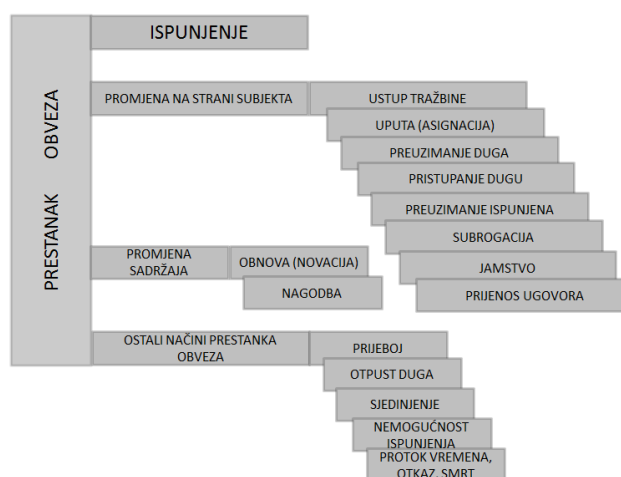 PRESTANAK OBVEZA
ISPUNJENJE
PROMJENA NA STRANI SUBJEKTA
USTUP TRAŽBINE
UPUTA (ASIGNACIJA)
PREUZIMANJE DUGA
PRISTUPANJE DUGU
PREUZIMANJE ISPUNJENA
SUBROGACIJA
JAMSTVO
PRIJENOS UGOVORA
PROMJENA
SADRŽAJA
OBNOVA (NOVACIJA)
NAGODBA
OSTALI NAČINI PRESTANKA
OBVEZA
PRIJEBOJ
OTPUST DUGA
SJEDINJENJE
NEMOGUĆNOST
ISPUNJENJA
PROTOK VREMENA,
OTKAZ, SMRT